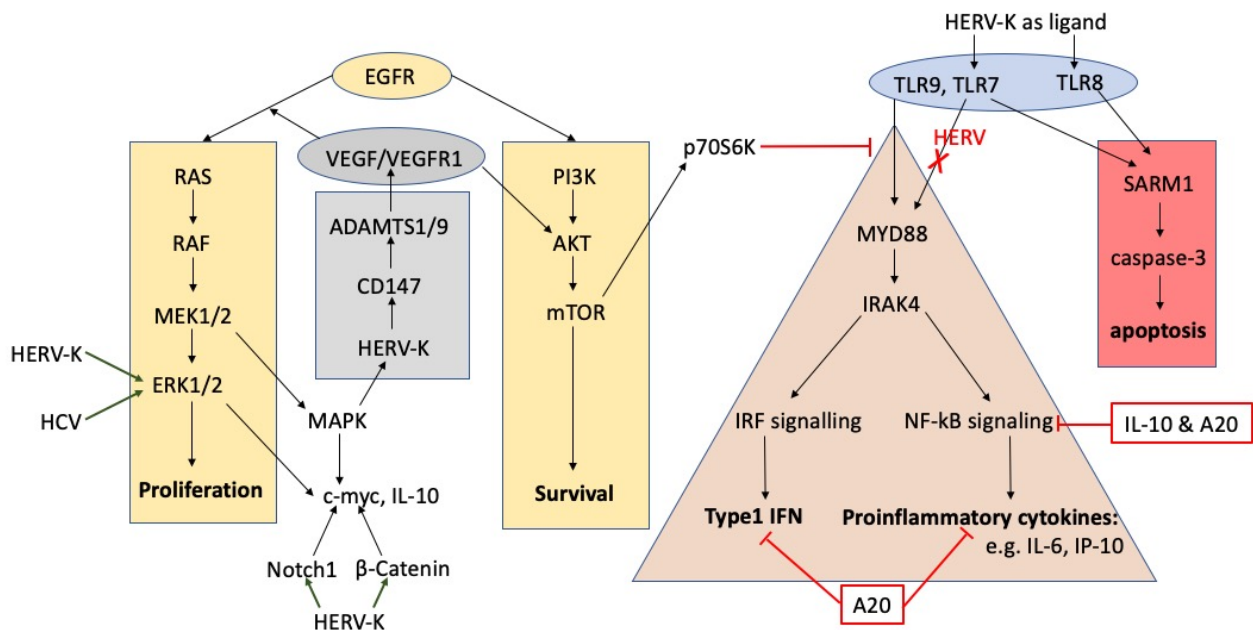 HERV-K as ligand
EGFR
TLR9, TLR7
TLR8
HERV
VEGF/VEGFR1
p70S6K
RAS
PI3K
SARM1
ADAMTS1/9
RAF
AKT
MYD88
caspase-3
CD147
MEK1/2
mTOR
IRAK4
apoptosis
HERV-K
HERV-K
ERK1/2
HCV
MAPK
IRF signalling
NF-kB signaling
IL-10 & A20
Proliferation
c-myc, IL-10
Survival
Type1 IFN
Proinflammatory cytokines:
e.g. IL-6, IP-10
Notch1
β-Catenin
A20
HERV-K